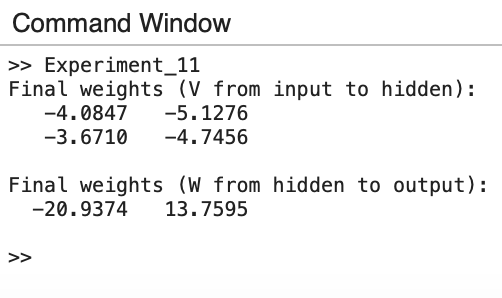 Command Window
>> Experiment_11
Final weights (V from input to hidden):
   -4.0847   -5.1276
   -3.6710   -4.7456
Final weights (W from hidden to output):
  -20.9374   13.7595
>>